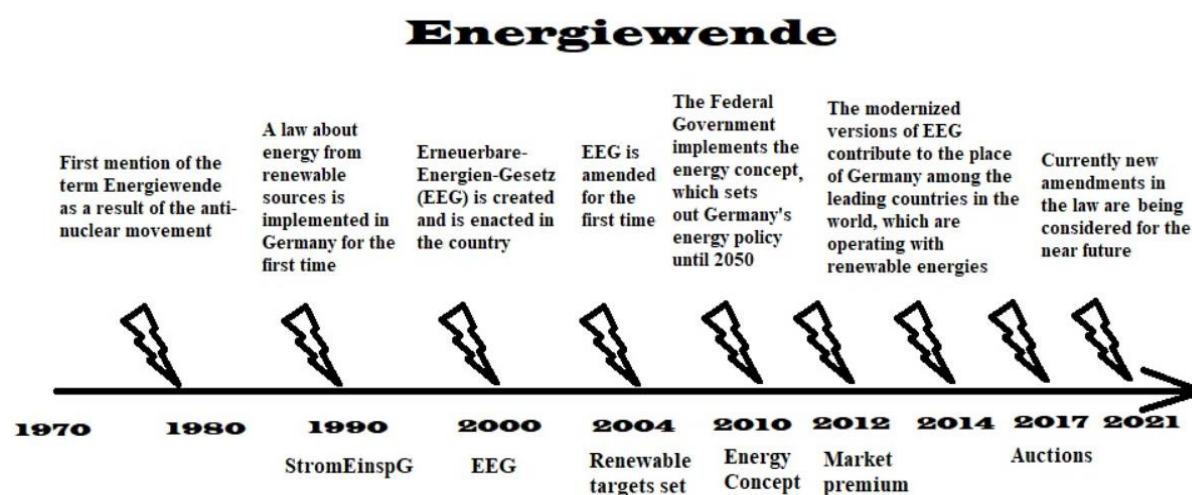 Energiewende
First mention of the
term Energiewende
as a result of the anti-
nuclear movement
A law about
energy from
renewable
sources is
implemented in
Germany for the
first time
Erneuerbare-
Energien-Gesetz
(EEG) is created
and is enacted in
the country
EEG is
amended
for the
first time
The Federal
Government
implements the
energy concept,
which sets
out Germany's
energy policy
until 2050
The modernized
versions of EEG
contribute to the place
of Germany among the
leading countries in the
world, which are
operating with
renewable energies
Currently new
amendments in
the law are being
considered for the
near future
1970
1980
1990
2000
2004
2010
2012
2014
2017
2021
StromEinspG
EEG
Renewable
targets set
Energy
Concept
Market
premium
Auctions